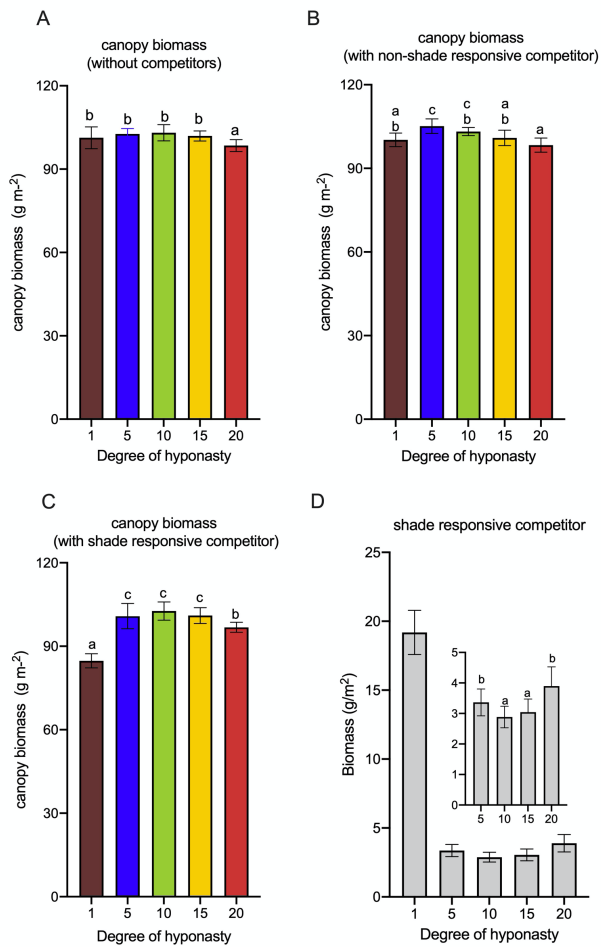 A
canopy biomass
(without competitors)
120
90
60
30
0
canopy biomass (g m-2)
b
b
b
b
a
1
5
10
15
20
Degree of hyponasty
B
canopy biomass
(with non-shade responsive competitor)
120
90
60
30
0
canopy biomass (g m-2)
a
b
c
c
b
a
b
a
1
5
10
15
20
Degree of hyponasty
C
canopy biomass
(with shade responsive competitor)
120
90
60
30
0
canopy biomass (g m-2)
a
c
c
c
b
1
5
10
15
20
Degree of hyponasty
D
shade responsive competitor
25
20
15
10
5
0
Biomass (g/m2)
5
4
3
2
1
0
b
a
a
b
5
10
15
20
1
5
10
15
20
Degree of hyponasty